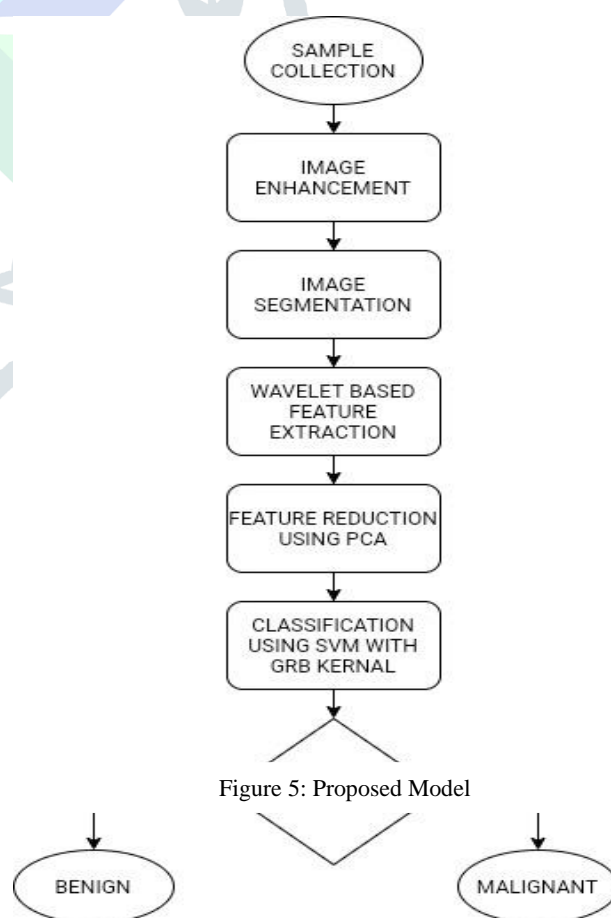 SAMPLE
COLLECTION
IMAGE
ENHANCEMENT
IMAGE
SEGMENTATION
WAVELET BASED
FEATURE
EXTRACTION
FEATURE REDUCTION
USING PCA
CLASSIFICATION
USING SVM WITH
GRB KERNAL
Figure 5: Proposed Model
BENIGN
MALIGNANT